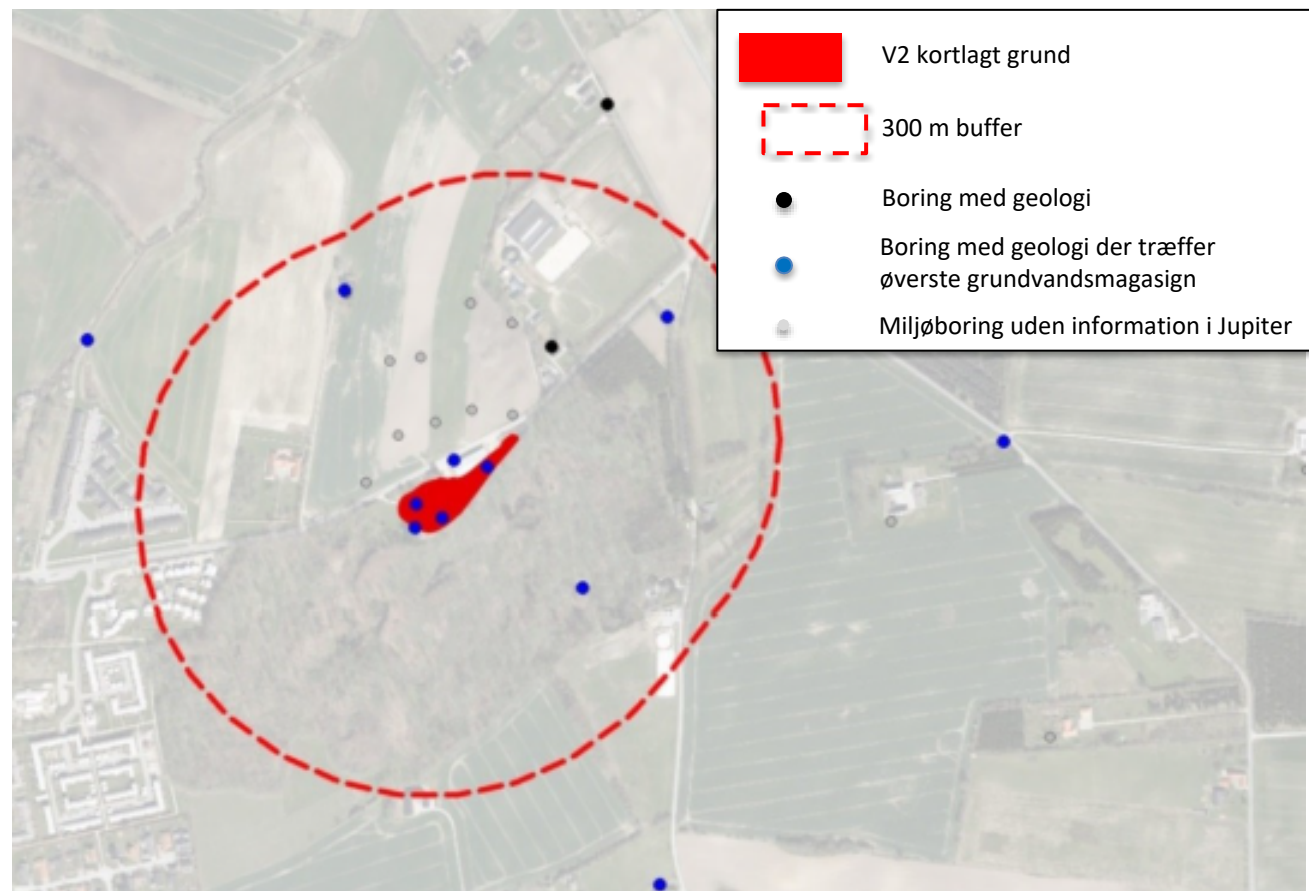 V2 kortlagt grund
300 m buffer
Boring med geologi
Boring med geologi der træffer
øverste grundvandsmagasign
Miljøboring uden information i Jupiter